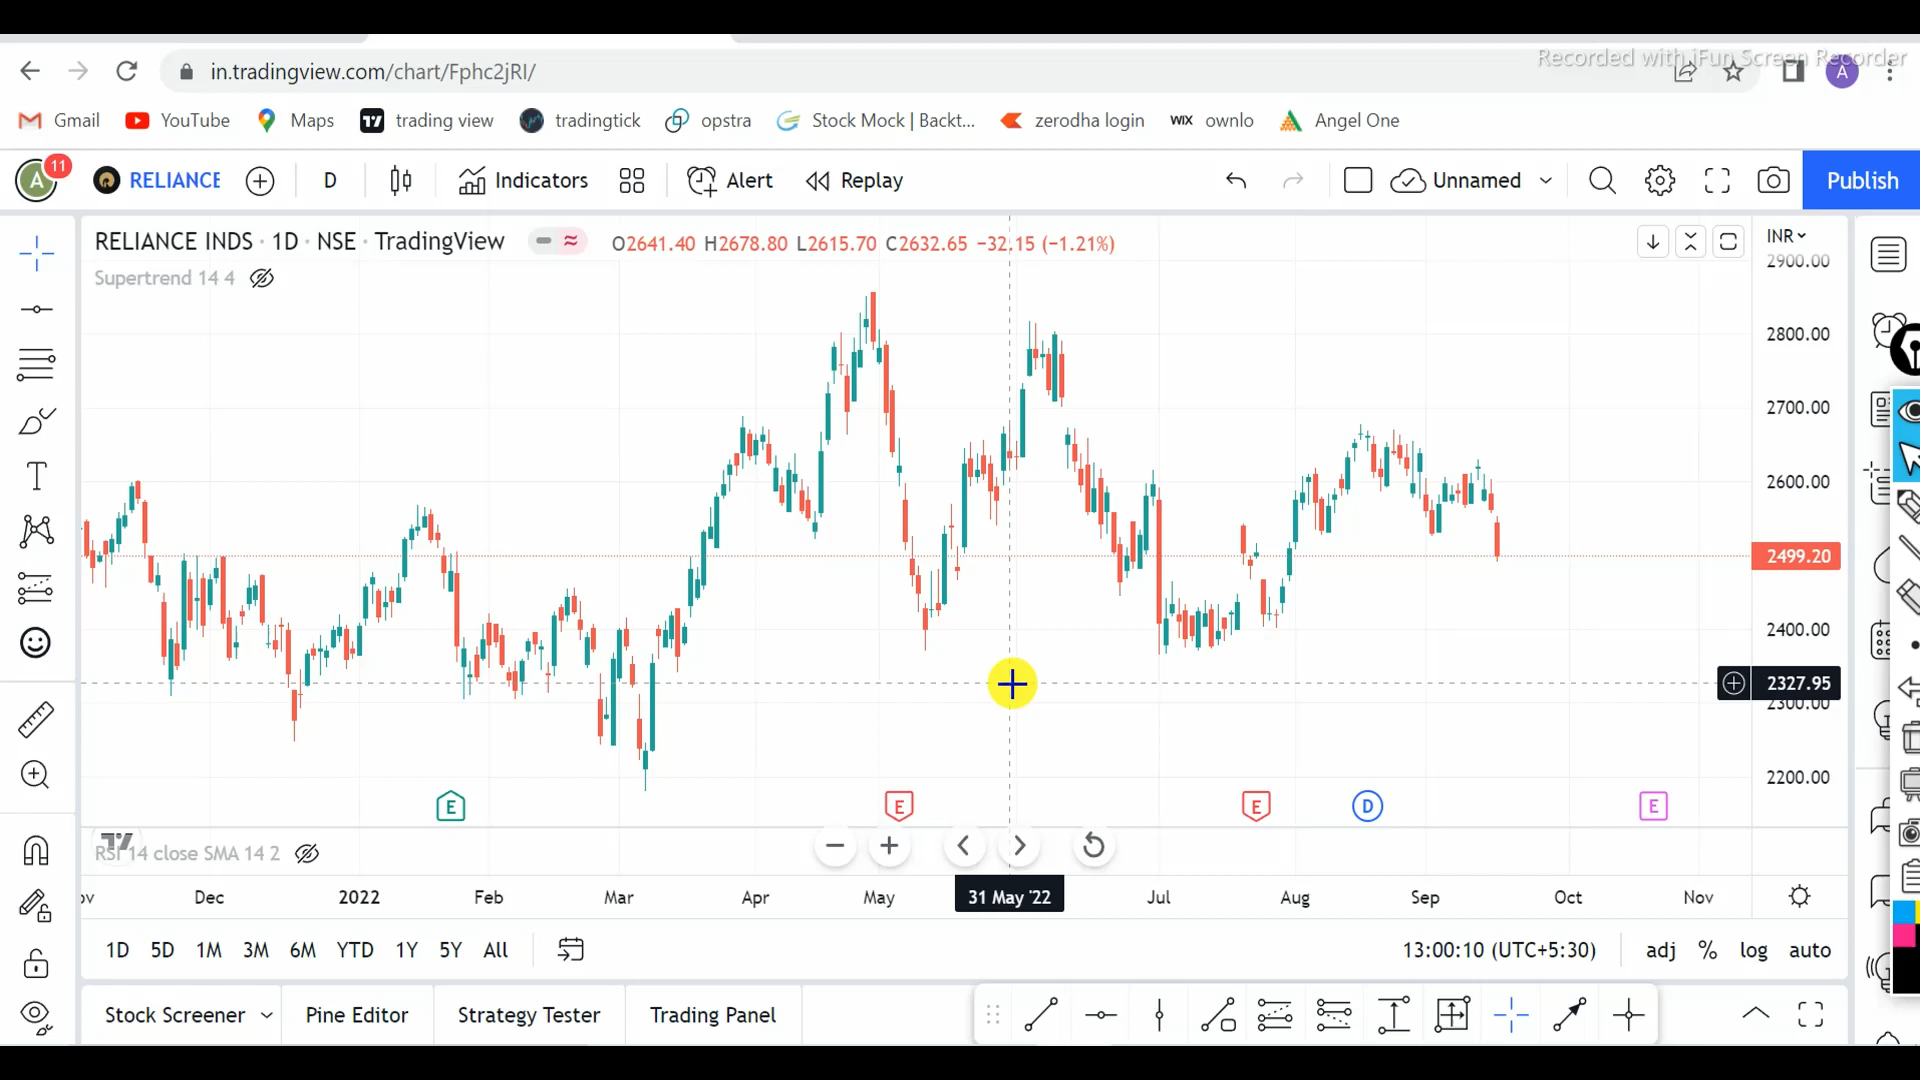 Recorded with iFun Screen Recorder
in.tradingview.com/chart/Fphc2jRI/
A
Gmail
YouTube
Maps
trading view
tradingtick
opstra
Stock Mock | Backt...
zerodha login
WIX ownlo
Angel One
A 11
RELIANCE
D
Indicators
Alert
Replay
Unnamed
Publish
RELIANCE INDS · 1D · NSE · TradingView
O2641.40 H2678.80 L2615.70 C2632.65 −32.15 (−1.21%)
INR
2900.00
Supertrend 14 4
2800.00
2700.00
2600.00
2499.20
2400.00
2327.95
2300.00
2200.00
E
E
E
D
E
RSI 14 close SMA 14 2
Dec
2022
Feb
Mar
Apr
May
31 May '22
Jul
Aug
Sep
Oct
Nov
1D 5D 1M 3M 6M YTD 1Y 5Y All
13:00:10 (UTC+5:30)
adj % log auto
Stock Screener
Pine Editor
Strategy Tester
Trading Panel